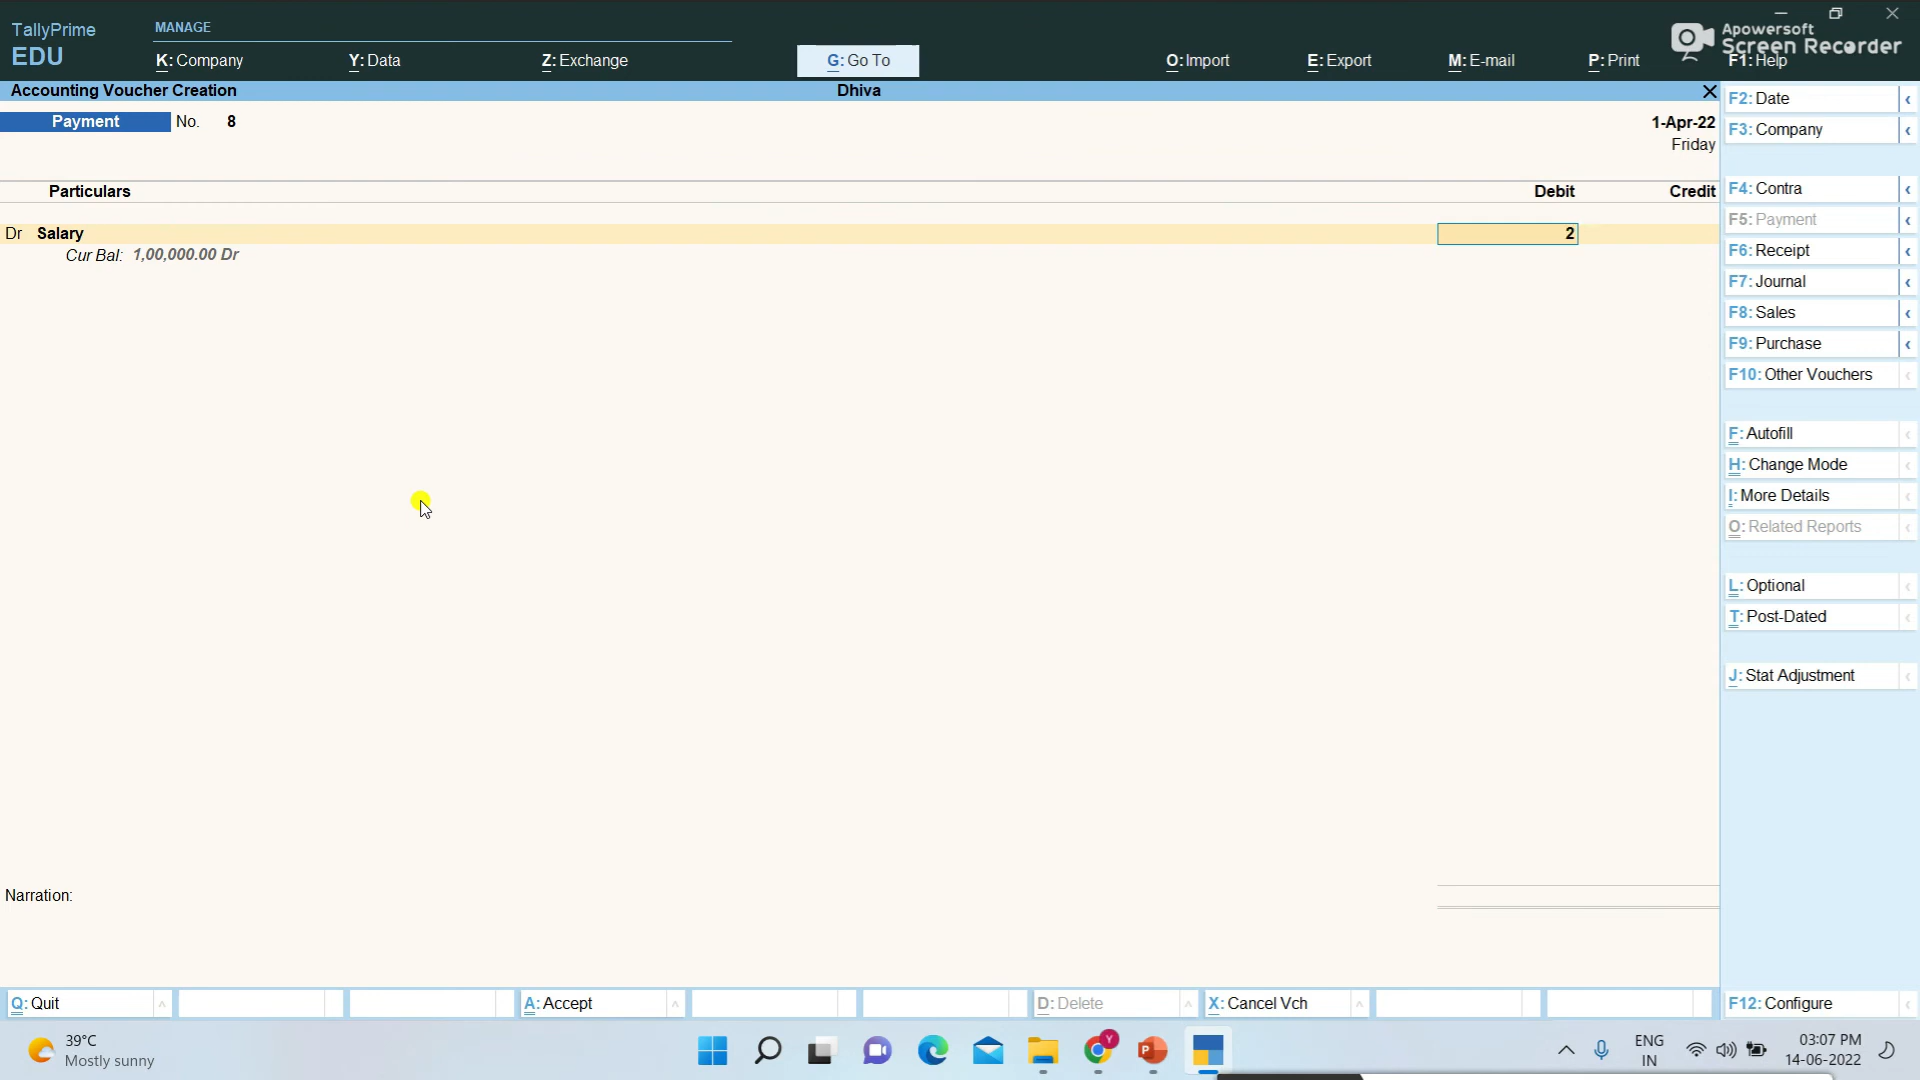 TallyPrime
EDU
MANAGE
K: Company
Y: Data
Z: Exchange
G: Go To
O: Import
E: Export
M: E-mail
P: Print
F1: Help
Apowersoft
Screen Recorder
Accounting Voucher Creation
Dhiva
Payment No. 8
1-Apr-22
Friday
Particulars Debit Credit
Dr Salary 2
Cur Bal: 1,00,000.00 Dr
Narration:
F2: Date
F3: Company
F4: Contra
F5: Payment
F6: Receipt
F7: Journal
F8: Sales
F9: Purchase
F10: Other Vouchers
F: Autofill
H: Change Mode
I: More Details
O: Related Reports
L: Optional
T: Post-Dated
J: Stat Adjustment
F12: Configure
Q: Quit
A: Accept
D: Delete
X: Cancel Vch
39°C
Mostly sunny
Y
P
ENG
IN
03:07 PM
14-06-2022